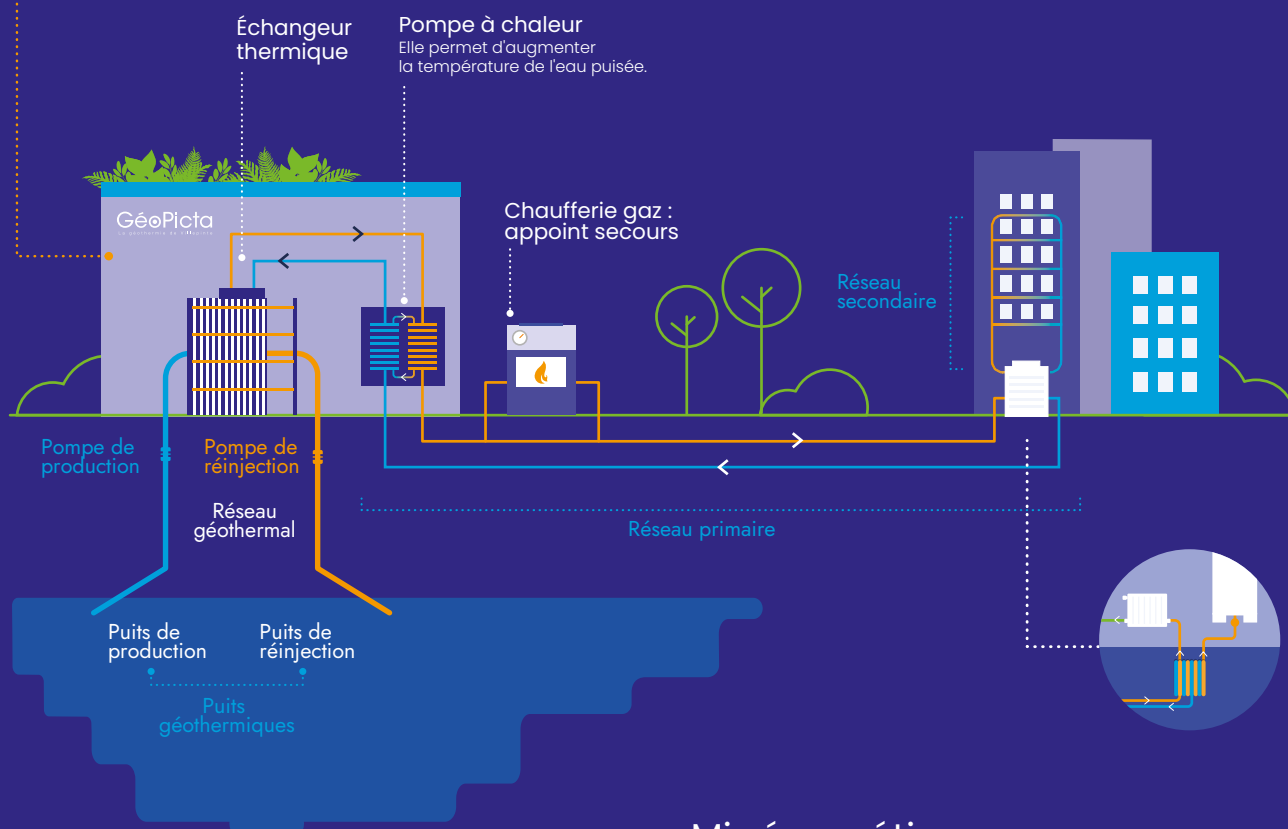 Échangeur
thermique
Pompe à chaleur
Elle permet d'augmenter
la température de l'eau puisée.
GéoPicta
Chaufferie gaz :
appoint secours
Réseau
secondaire
Pompe de
production
Pompe de
réinjection
Réseau
géothermal
Réseau primaire
Puits de
production
Puits de
réinjection
Puits
géothermiques